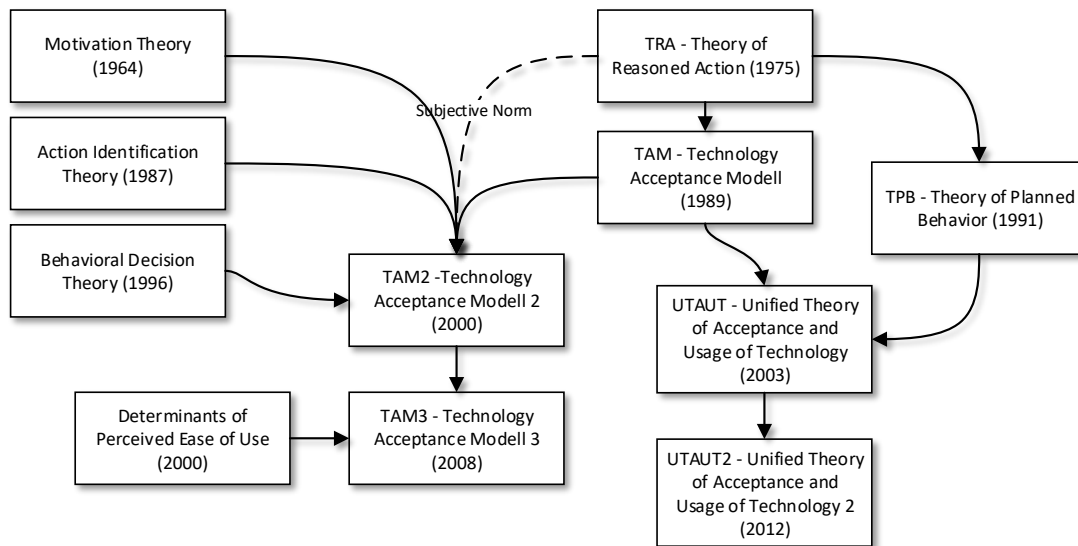 Motivation Theory
(1964)
TRA - Theory of
Reasoned Action (1975)
Subjective Norm
Action Identification
Theory (1987)
TAM - Technology
Acceptance Modell
(1989)
TPB - Theory of Planned
Behavior (1991)
Behavioral Decision
Theory (1996)
TAM2 -Technology
Acceptance Modell 2
(2000)
UTAUT - Unified Theory
of Acceptance and
Usage of Technology
(2003)
Determinants of
Perceived Ease of Use
(2000)
TAM3 - Technology
Acceptance Modell 3
(2008)
UTAUT2 - Unified Theory
of Acceptance and
Usage of Technology 2
(2012)